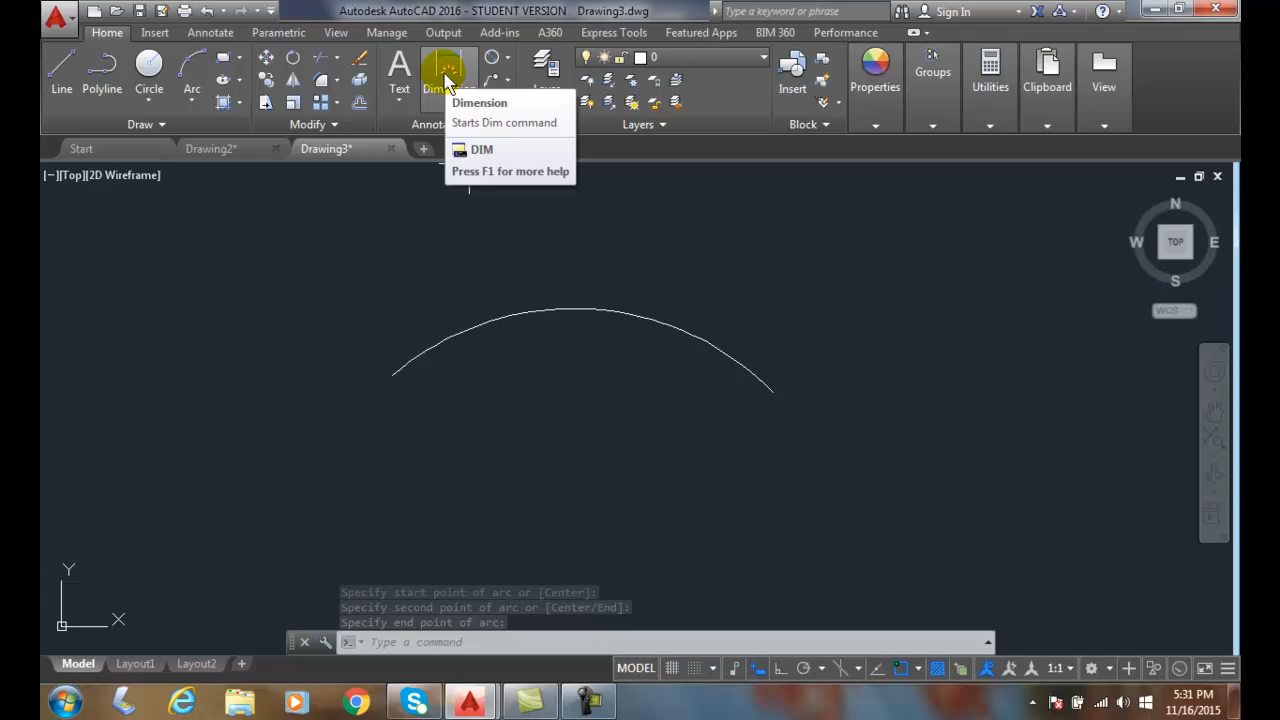 Autodesk AutoCAD 2016 - STUDENT VERSION Drawing3.dwg
Type a keyword or phrase
Sign In
Home Insert Annotate Parametric View Manage Output Add-ins A360 Express Tools Featured Apps BIM 360 Performance
Line Polyline Circle Arc
Text
Insert
Properties
Groups
Utilities
Clipboard
View
Draw
Modify
Layers
Block
Dimension
Starts Dim command
DIM
Press F1 for more help
Start Drawing2* Drawing3*
[−][Top][2D Wireframe]
N
W TOP E
S
WCS
Y
X
Specify start point of arc or [Center]:
Specify second point of arc or [Center/End]:
Specify end point of arc:
Type a command
Model Layout1 Layout2
MODEL
1:1
5:31 PM
11/16/2015